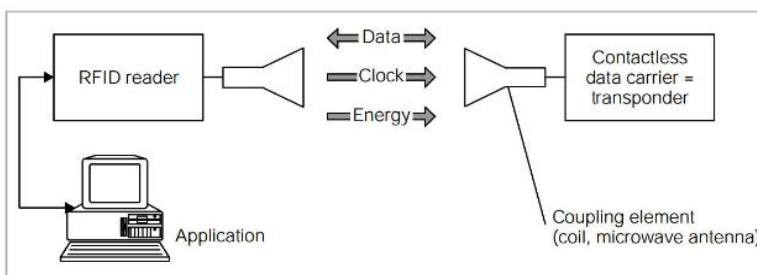 RFID reader
Data
Clock
Energy
Contactless
data carrier =
transponder
Application
Coupling element
(coil, microwave antenna)